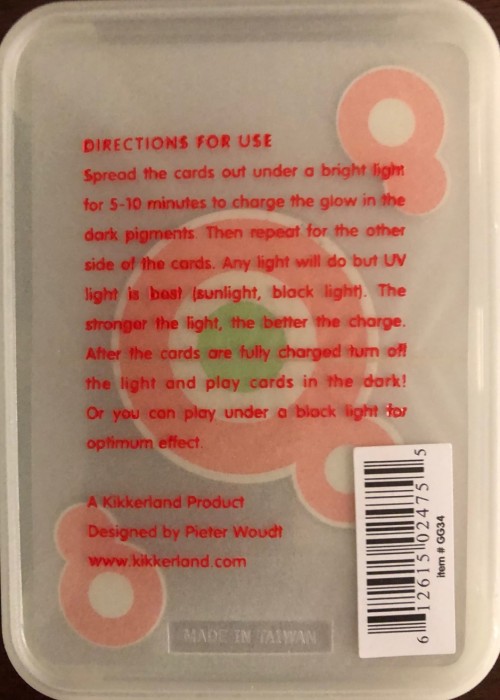 DIRECTIONS FOR USE
Spread the cards out under a bright light
for 5-10 minutes to charge the glow in the
dark pigments. Then repeat for the other
side of the cards. Any light will do but UV
light is best (sunlight, black light). The
stronger the light, the better the charge.
After the cards are fully charged turn off
the light and play cards in the dark!
Or you can play under a black light for
optimum effect.
A Kikkerland Product
Designed by Pieter Woudt
www.kikkerland.com
MADE IN TAIWAN
6 12615 02475 5
item # GG34